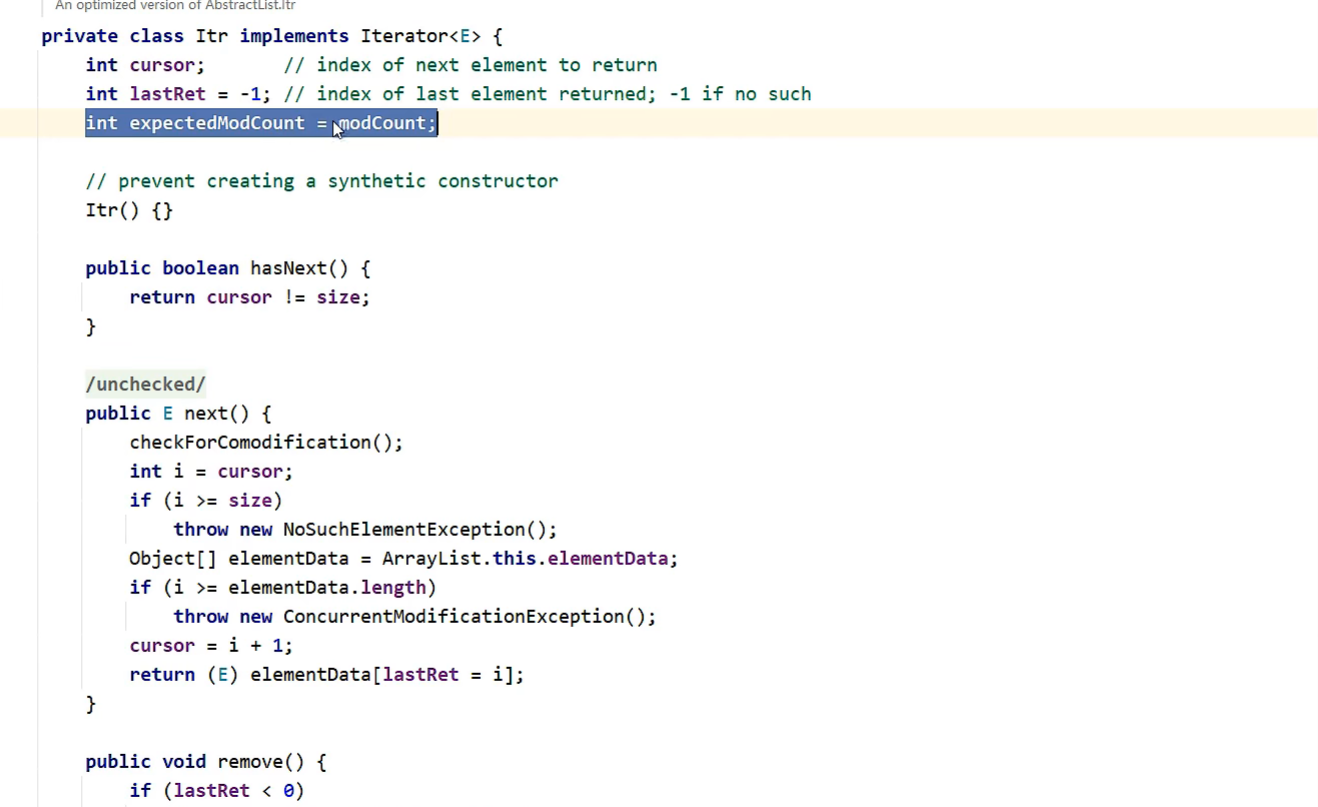 An optimized version of AbstractList.Itr
private class Itr implements Iterator<E> {
int cursor; // index of next element to return
int lastRet = -1; // index of last element returned; -1 if no such
int expectedModCount = modCount;
// prevent creating a synthetic constructor
Itr() {}
public boolean hasNext() {
return cursor != size;
}
/unchecked/
public E next() {
checkForComodification();
int i = cursor;
if (i >= size)
throw new NoSuchElementException();
Object[] elementData = ArrayList.this.elementData;
if (i >= elementData.length)
throw new ConcurrentModificationException();
cursor = i + 1;
return (E) elementData[lastRet = i];
}
public void remove() {
if (lastRet < 0)